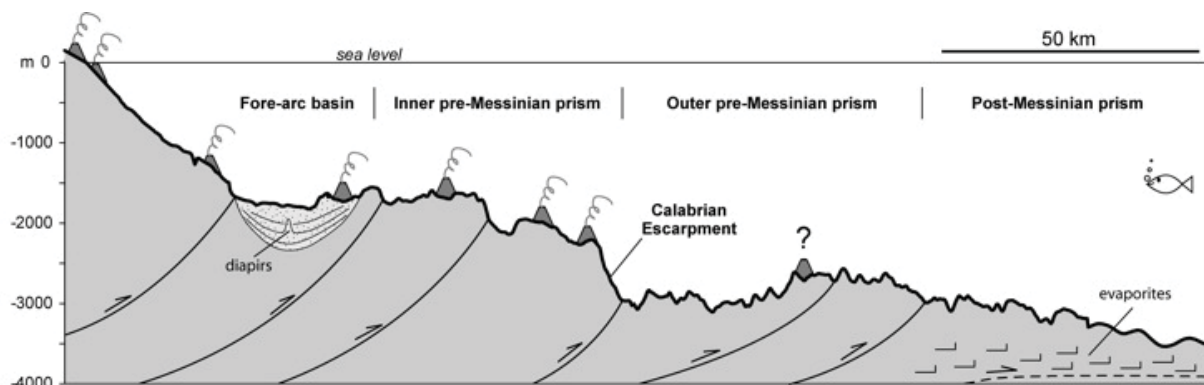 50 km
m 0
sea level
Fore-arc basin
Inner pre-Messinian prism
Outer pre-Messinian prism
Post-Messinian prism
-1000
-2000
Calabrian
Escarpment
?
diapirs
-3000
evaporites
-4000